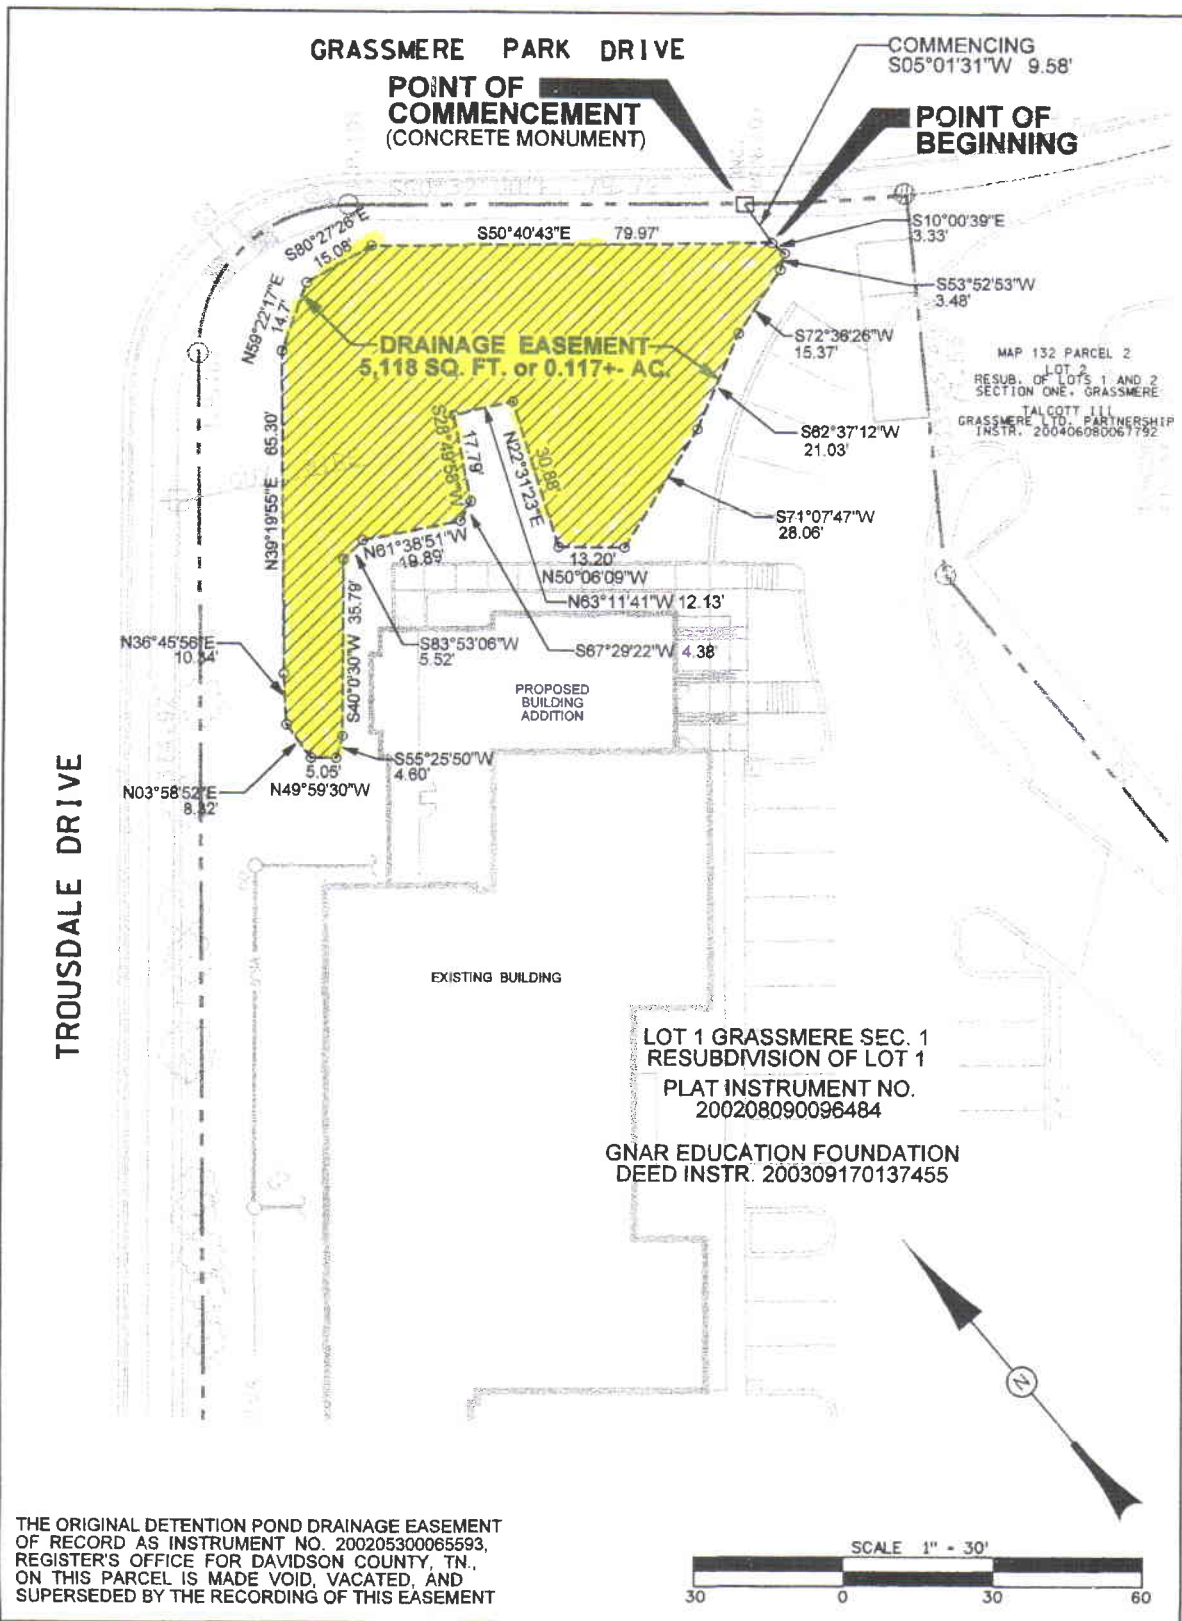 GRASSMERE PARK DRIVE
COMMENCING
S05°01'31"W 9.58'
POINT OF
COMMENCEMENT
(CONCRETE MONUMENT)
POINT OF
BEGINNING
S80°27'26"E
15.08'
S50°40'43"E 79.97'
S10°00'39"E
3.33'
S53°52'53"W
3.48'
N59°22'17"E
14.7'
S72°36'26"W
15.37'
DRAINAGE EASEMENT
5,118 SQ. FT. or 0.117+- AC.
MAP 132 PARCEL 2
LOT 2
RESUB. OF LOTS 1 AND 2
SECTION ONE, GRASSMERE
TALCOTT III
GRASSMERE LTD. PARTNERSHIP
INSTR. 200406080067792
S62°37'12"W
21.03'
N39°19'55"E 65.30'
S28°49'58"W
17.79'
N22°31'23"E
30.88'
S71°07'47"W
28.06'
N61°38'51"W
19.89'
13.20'
N50°06'09"W
N63°11'41"W 12.13'
S40°0'30"W 35.79'
N36°45'56"E
S83°53'06"W
5.52'
S67°29'22"W 4.38'
PROPOSED
BUILDING
ADDITION
S55°25'50"W
4.60'
5.05'
N49°59'30"W
N03°58'52"E
TROUSDALE DRIVE
EXISTING BUILDING
LOT 1 GRASSMERE SEC. 1
RESUBDIVISION OF LOT 1
PLAT INSTRUMENT NO.
200208090096484
GNAR EDUCATION FOUNDATION
DEED INSTR. 200309170137455
N
THE ORIGINAL DETENTION POND DRAINAGE EASEMENT
OF RECORD AS INSTRUMENT NO. 200205300065593,
REGISTER'S OFFICE FOR DAVIDSON COUNTY, TN.,
ON THIS PARCEL IS MADE VOID, VACATED, AND
SUPERSEDED BY THE RECORDING OF THIS EASEMENT
SCALE 1" = 30'
30 0 30 60